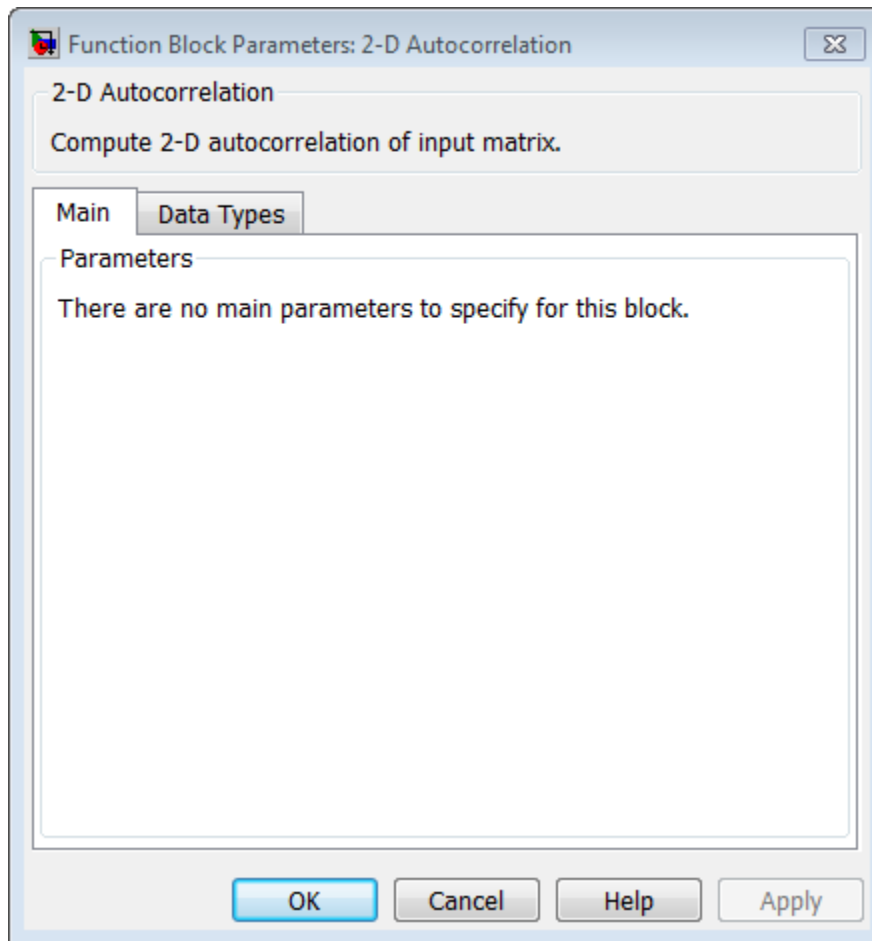 Function Block Parameters: 2-D Autocorrelation
2-D Autocorrelation
Compute 2-D autocorrelation of input matrix.
Main Data Types
Parameters
There are no main parameters to specify for this block.
OK Cancel Help Apply